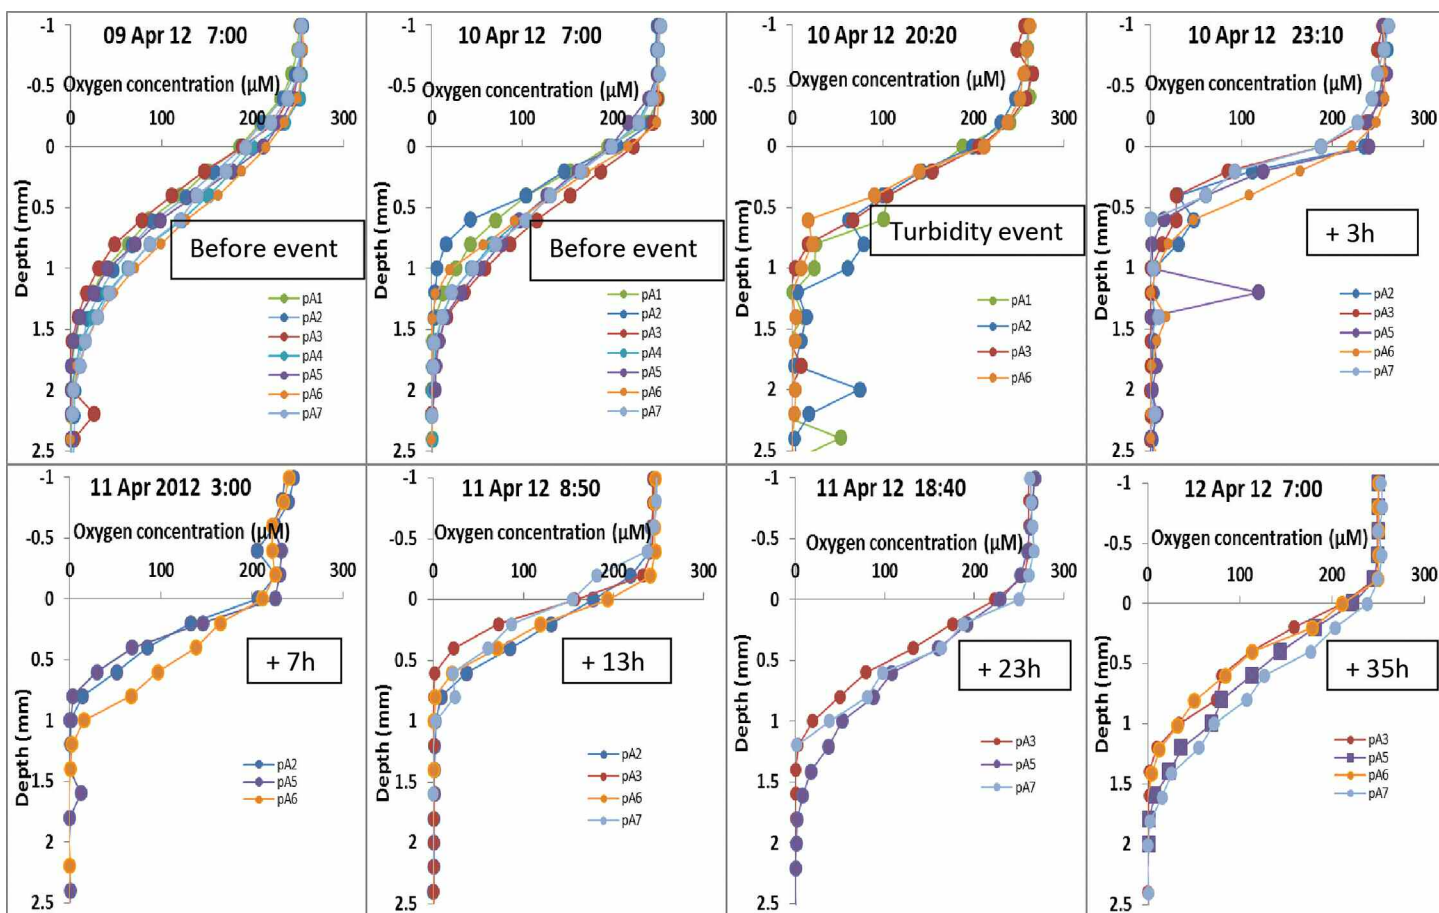 09 Apr 12 7:00
Oxygen concentration (µM)
0 100 200 300
-1
-0.5
0
0.5
1
1.5
2
2.5
Depth (mm)
Before event
pA1
pA2
pA3
pA4
pA5
pA6
pA7
10 Apr 12 7:00
Oxygen concentration (µM)
0 100 200 300
-1
-0.5
0
0.5
1
1.5
2
2.5
Depth (mm)
Before event
pA1
pA2
pA3
pA4
pA5
pA6
pA7
10 Apr 12 20:20
Oxygen concentration (µM)
0 100 200 300
-1
-0.5
0
0.5
1
1.5
2
2.5
Depth (mm)
Turbidity event
pA1
pA2
pA3
pA6
10 Apr 12 23:10
Oxygen concentration (µM)
0 100 200 300
-1
-0.5
0
0.5
1
1.5
2
2.5
Depth (mm)
+ 3h
pA2
pA3
pA5
pA6
pA7
11 Apr 2012 3:00
Oxygen concentration (µM)
0 100 200 300
-1
-0.5
0
0.5
1
1.5
2
2.5
Depth (mm)
+ 7h
pA2
pA5
pA6
11 Apr 12 8:50
Oxygen concentration (µM)
0 100 200 300
-1
-0.5
0
0.5
1
1.5
2
2.5
Depth (mm)
+ 13h
pA2
pA3
pA6
pA7
11 Apr 12 18:40
Oxygen concentration (µM)
0 100 200 300
-1
-0.5
0
0.5
1
1.5
2
2.5
Depth (mm)
+ 23h
pA3
pA5
pA7
12 Apr 12 7:00
Oxygen concentration (µM)
0 100 200 300
-1
-0.5
0
0.5
1
1.5
2
2.5
Depth (mm)
+ 35h
pA3
pA5
pA6
pA7